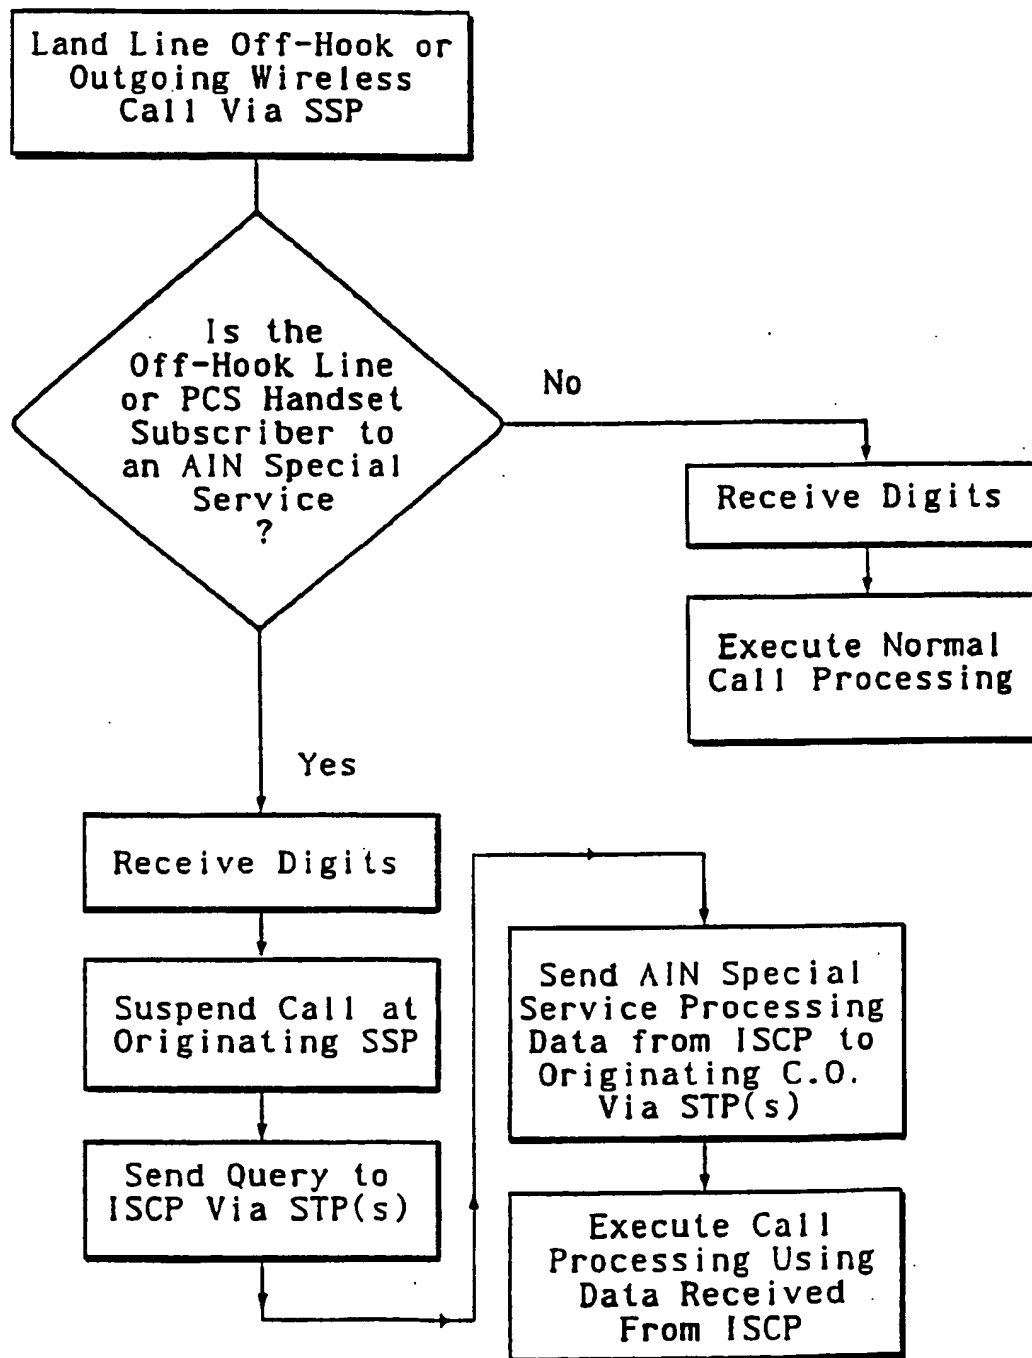 Land Line Off-Hook or
Outgoing Wireless
Call Via SSP
Is the
Off-Hook Line
or PCS Handset
Subscriber to
an AIN Special
Service
?
No
Receive Digits
Execute Normal
Call Processing
Yes
Receive Digits
Suspend Call at
Originating SSP
Send Query to
ISCP Via STP(s)
Send AIN Special
Service Processing
Data from ISCP to
Originating C.O.
Via STP(s)
Execute Call
Processing Using
Data Received
From ISCP